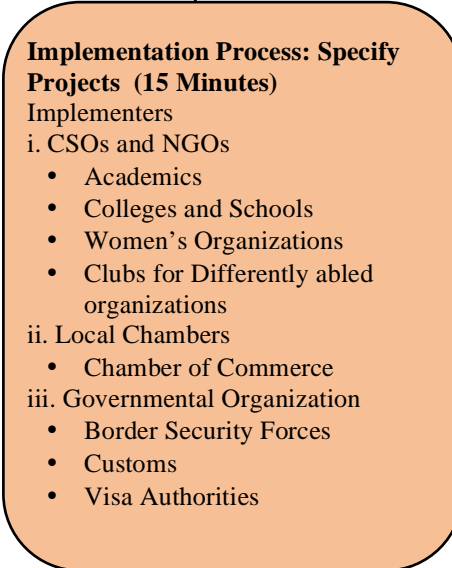 Implementation Process: Specify
Projects (15 Minutes)
Implementers
i. CSOs and NGOs
• Academics
• Colleges and Schools
• Women’s Organizations
• Clubs for Differently abled
organizations
ii. Local Chambers
• Chamber of Commerce
iii. Governmental Organization
• Border Security Forces
• Customs
• Visa Authorities